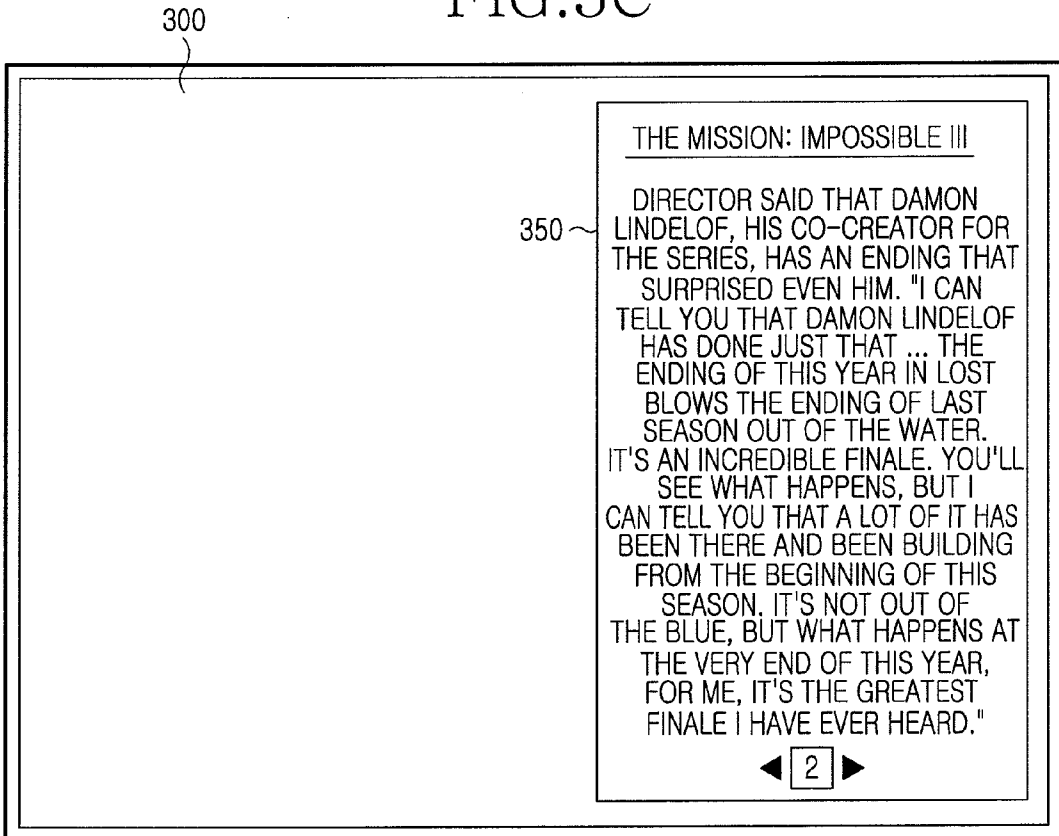 FIG.3C
300
THE MISSION: IMPOSSIBLE III
350
DIRECTOR SAID THAT DAMON
LINDELOF, HIS CO-CREATOR FOR
THE SERIES, HAS AN ENDING THAT
SURPRISED EVEN HIM. "I CAN
TELL YOU THAT DAMON LINDELOF
HAS DONE JUST THAT ... THE
ENDING OF THIS YEAR IN LOST
BLOWS THE ENDING OF LAST
SEASON OUT OF THE WATER.
IT'S AN INCREDIBLE FINALE. YOU'LL
SEE WHAT HAPPENS, BUT I
CAN TELL YOU THAT A LOT OF IT HAS
BEEN THERE AND BEEN BUILDING
FROM THE BEGINNING OF THIS
SEASON. IT'S NOT OUT OF
THE BLUE, BUT WHAT HAPPENS AT
THE VERY END OF THIS YEAR,
FOR ME, IT'S THE GREATEST
FINALE I HAVE EVER HEARD."
2